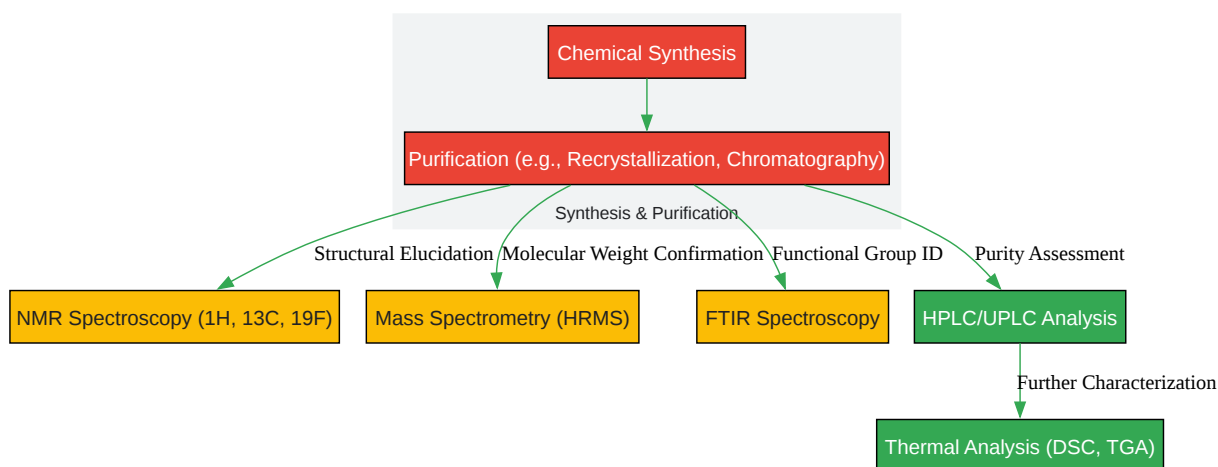 Chemical Synthesis
Purification (e.g., Recrystallization, Chromatography)
Synthesis & Purification
Structural Elucidation
Molecular Weight Confirmation
Functional Group ID
Purity Assessment
NMR Spectroscopy (1H, 13C, 19F)
Mass Spectrometry (HRMS)
FTIR Spectroscopy
HPLC/UPLC Analysis
Further Characterization
Thermal Analysis (DSC, TGA)